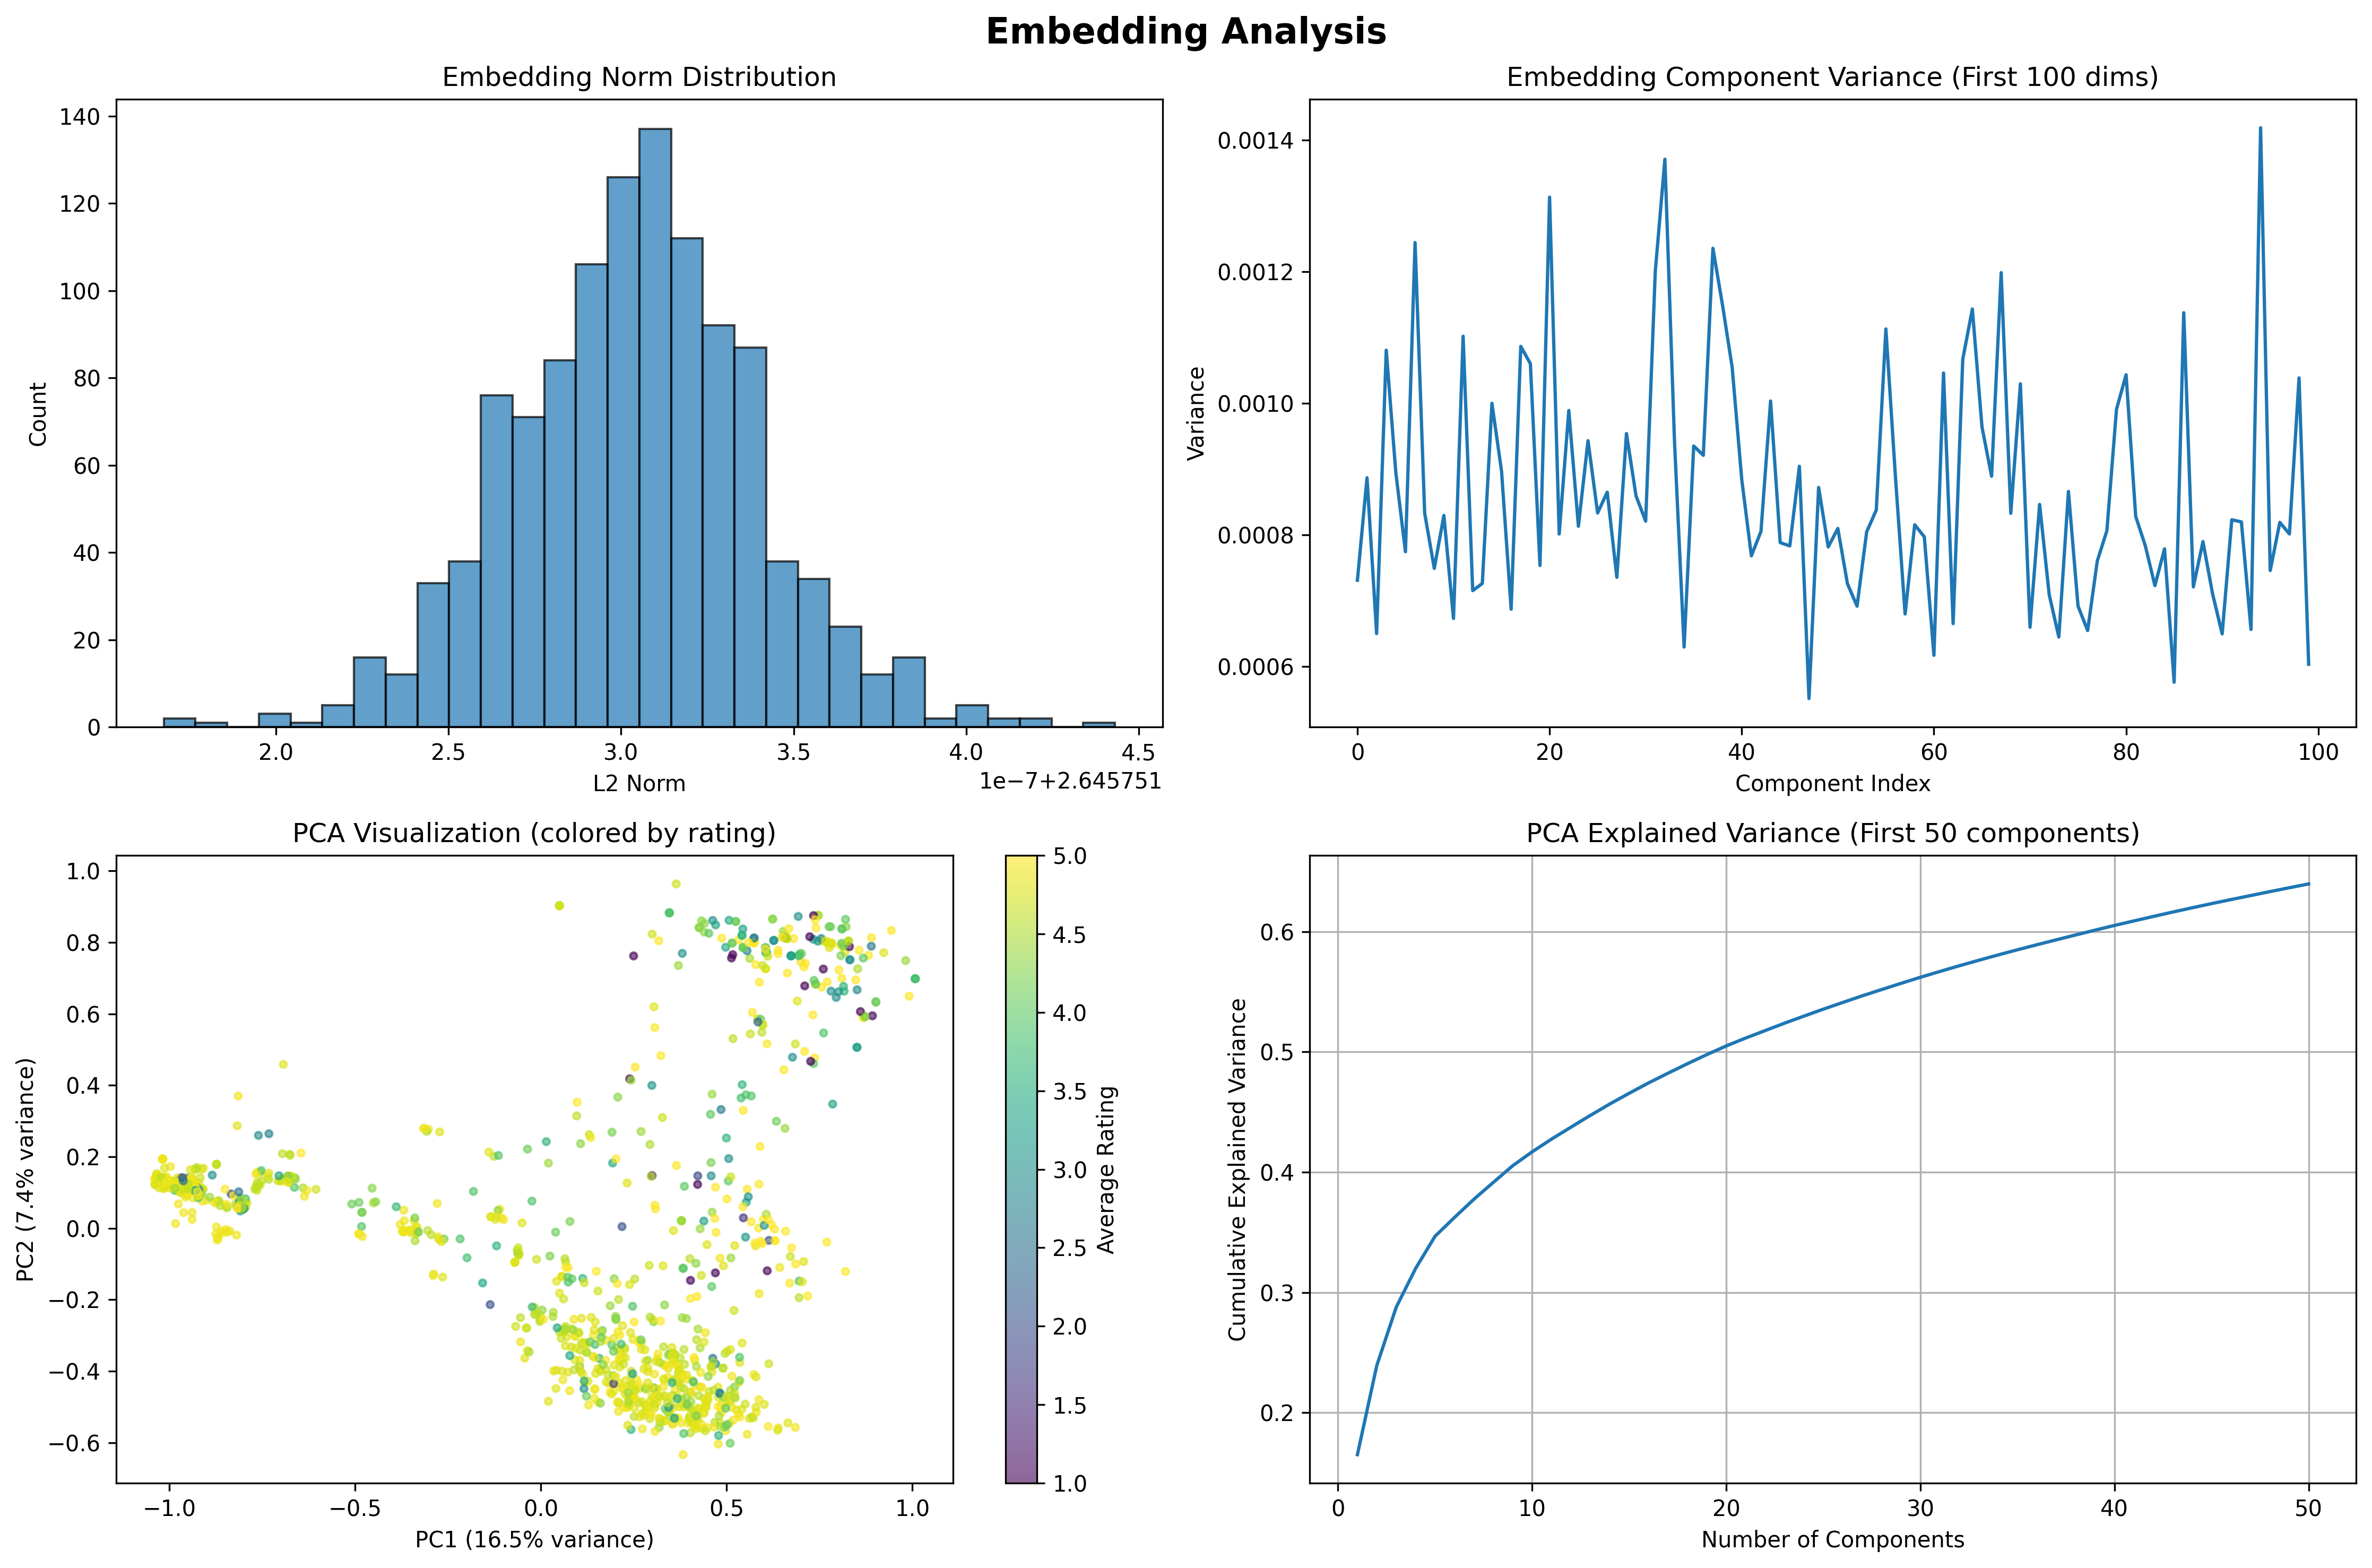 Embedding Analysis
Embedding Norm Distribution
140
120
100
80
60
40
20
0
Count
2.0 2.5 3.0 3.5 4.0 4.5
1e−7+2.645751
L2 Norm
Embedding Component Variance (First 100 dims)
0.0014
0.0012
0.0010
0.0008
0.0006
Variance
0 20 40 60 80 100
Component Index
PCA Visualization (colored by rating)
1.0
0.8
0.6
0.4
0.2
0.0
−0.2
−0.4
−0.6
PC2 (7.4% variance)
−1.0 −0.5 0.0 0.5 1.0
PC1 (16.5% variance)
5.0
4.5
4.0
3.5
3.0
2.5
2.0
1.5
1.0
Average Rating
PCA Explained Variance (First 50 components)
0.6
0.5
0.4
0.3
0.2
Cumulative Explained Variance
0 10 20 30 40 50
Number of Components